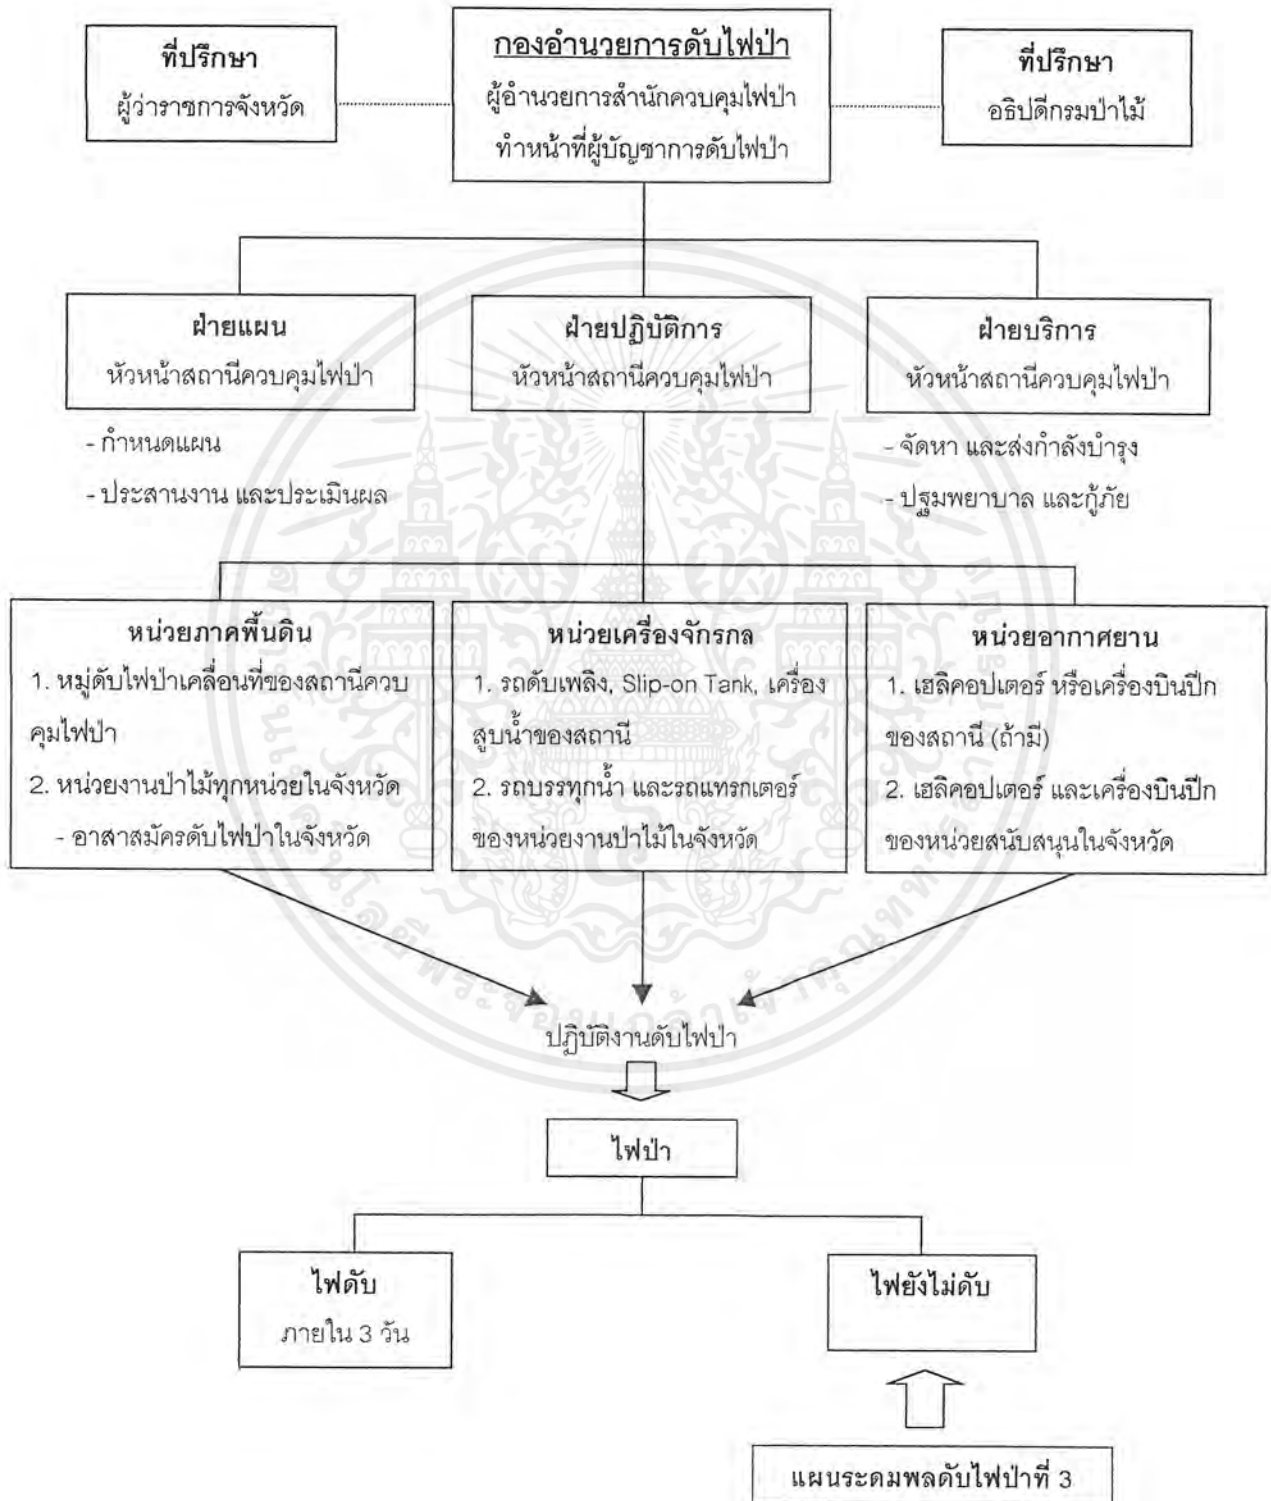 ที่ปรึกษา
ผู้ว่าราชการจังหวัด
กองอำนวยการดับไฟป่า
ผู้อำนวยการสำนักควบคุมไฟป่า
ทำหน้าที่ผู้บัญชาการดับไฟป่า
ที่ปรึกษา
อธิปดีกรมป่าไม้
ฝ่ายแผน
หัวหน้าสถานีควบคุมไฟป่า
- กำหนดแผน
- ประสานงาน และประเมินผล
ฝ่ายปฏิบัติการ
หัวหน้าสถานีควบคุมไฟป่า
ฝ่ายบริการ
หัวหน้าสถานีควบคุมไฟป่า
- จัดหา และส่งกำลังบำรุง
- ปฐมพยาบาล และกู้ภัย
หน่วยภาคพื้นดิน
1. หมู่ดับไฟป่าเคลื่อนที่ของสถานีควบ
คุมไฟป่า
2. หน่วยงานป่าไม้ทุกหน่วยในจังหวัด
- อาสาสมัครดับไฟป่าในจังหวัด
หน่วยเครื่องจักรกล
1. รถดับเพลิง, Slip-on Tank, เครื่อง
สูบน้ำของสถานี
2. รถบรรทุกน้ำ และรถแทรกเตอร์
ของหน่วยงานป่าไม้ในจังหวัด
หน่วยอากาศยาน
1. เฮลิคอปเตอร์ หรือเครื่องบินปีก
ของสถานี (ถ้ามี)
2. เฮลิคอปเตอร์ และเครื่องบินปีก
ของหน่วยสนับสนุนในจังหวัด
ปฏิบัติงานดับไฟป่า
ไฟป่า
ไฟดับ
ภายใน 3 วัน
ไฟยังไม่ดับ
แผนระดมพลดับไฟป่าที่ 3